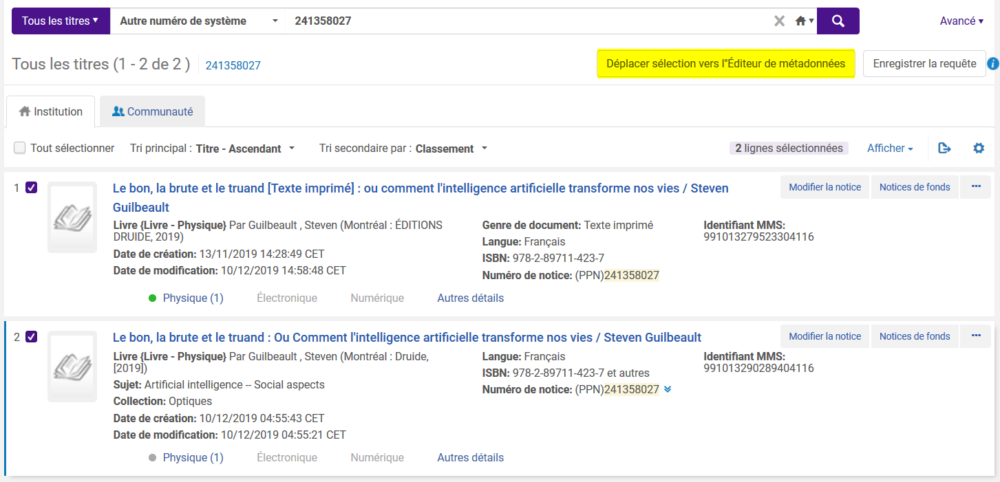 Tous les titres Autre numéro de système 241358027 Avancé
Tous les titres (1 - 2 de 2 ) 241358027 Déplacer sélection vers l"Éditeur de métadonnées Enregistrer la requête i
Institution Communauté
Tout sélectionner Tri principal : Titre - Ascendant Tri secondaire par : Classement 2 lignes sélectionnées Afficher
1 Le bon, la brute et le truand [Texte imprimé] : ou comment l'intelligence artificielle transforme nos vies / Steven
Guilbeault
Modifier la notice Notices de fonds ...
Livre {Livre - Physique} Par Guilbeault , Steven (Montréal : ÉDITIONS
DRUIDE, 2019)
Date de création: 13/11/2019 14:28:49 CET
Date de modification: 10/12/2019 14:58:48 CET
Genre de document: Texte imprimé
Langue: Français
ISBN: 978-2-89711-423-7
Numéro de notice: (PPN)241358027
Identifiant MMS:
991013279523304116
Physique (1) Électronique Numérique Autres détails
2 Le bon, la brute et le truand : Ou Comment l'intelligence artificielle transforme nos vies / Steven Guilbeault
Modifier la notice Notices de fonds ...
Livre {Livre - Physique} Par Guilbeault , Steven (Montréal : Druide,
[2019])
Sujet: Artificial intelligence -- Social aspects
Collection: Optiques
Date de création: 10/12/2019 04:55:43 CET
Date de modification: 10/12/2019 04:55:21 CET
Langue: Français
ISBN: 978-2-89711-423-7 et autres
Numéro de notice: (PPN)241358027
Identifiant MMS:
991013290289404116
Physique (1) Électronique Numérique Autres détails